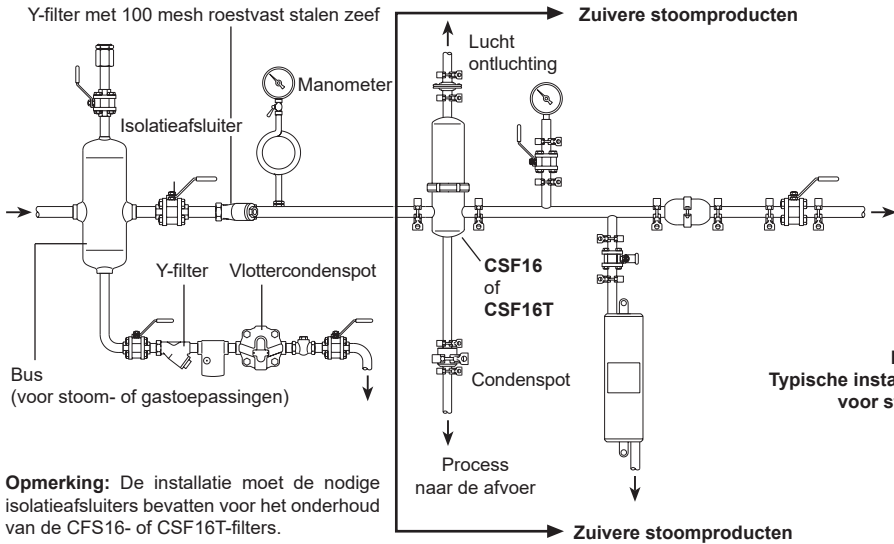 Y-filter met 100 mesh roestvast stalen zeef
Zuivere stoomproducten
Lucht
ontluchting
Manometer
Isolatieafsluiter
CSF16
of
CSF16T
Y-filter
Vlottercondenspot
Bus
(voor stoom- of gastoepassingen)
Condenspot
Typische insta
voor s
Process
naar de afvoer
Opmerking: De installatie moet de nodige
isolatieafsluiters bevatten voor het onderhoud
van de CFS16- of CSF16T-filters.
Zuivere stoomproducten